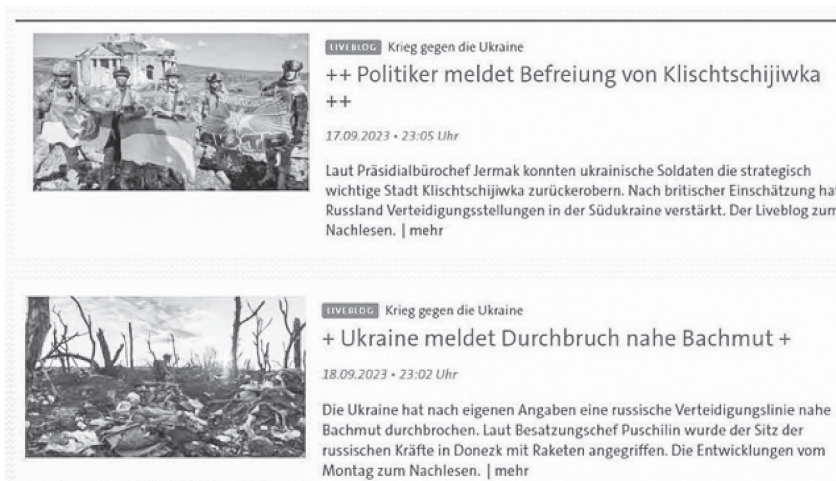 LIVEBLOG Krieg gegen die Ukraine
++ Politiker meldet Befreiung von Klischtschijiwka
++
17.09.2023 • 23:05 Uhr
Laut Präsidialbürochef Jermak konnten ukrainische Soldaten die strategisch
wichtige Stadt Klischtschijiwka zurückerobern. Nach britischer Einschätzung
Russland Verteidigungsstellungen in der Südukraine verstärkt. Der Liveblog zum
Nachlesen. | mehr
LIVEBLOG Krieg gegen die Ukraine
+ Ukraine meldet Durchbruch nahe Bachmut +
18.09.2023 • 23:02 Uhr
Die Ukraine hat nach eigenen Angaben eine russische Verteidigungslinie nahe
Bachmut durchbrochen. Laut Besatzungschef Puschilin wurde der Sitz der
russischen Kräfte in Donezk mit Raketen angegriffen. Die Entwicklungen vom
Montag zum Nachlesen. | mehr